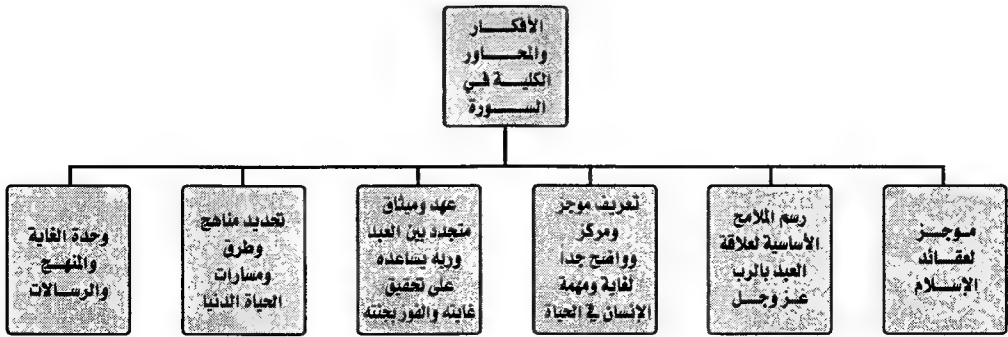 الأفكار
والمحاور
الكلية في
السورة
موجز
لعقائد
الإسلام
رسم الملامح
الأساسية لعلاقة
العبد بالرب
عز وجل
تعريف موجز
ومركز
وواضح جدا
لغاية ومهمة
الإنسان في الحياة
عهد وميثاق
متجدد بين العبد
وربه يساعده
على تحقيق
غايته والفوز بجنته
تحديد مناهج
وطرق
ومسارات
الحياة الدنيا
وحدة الغاية
والمنهج
والرسالات